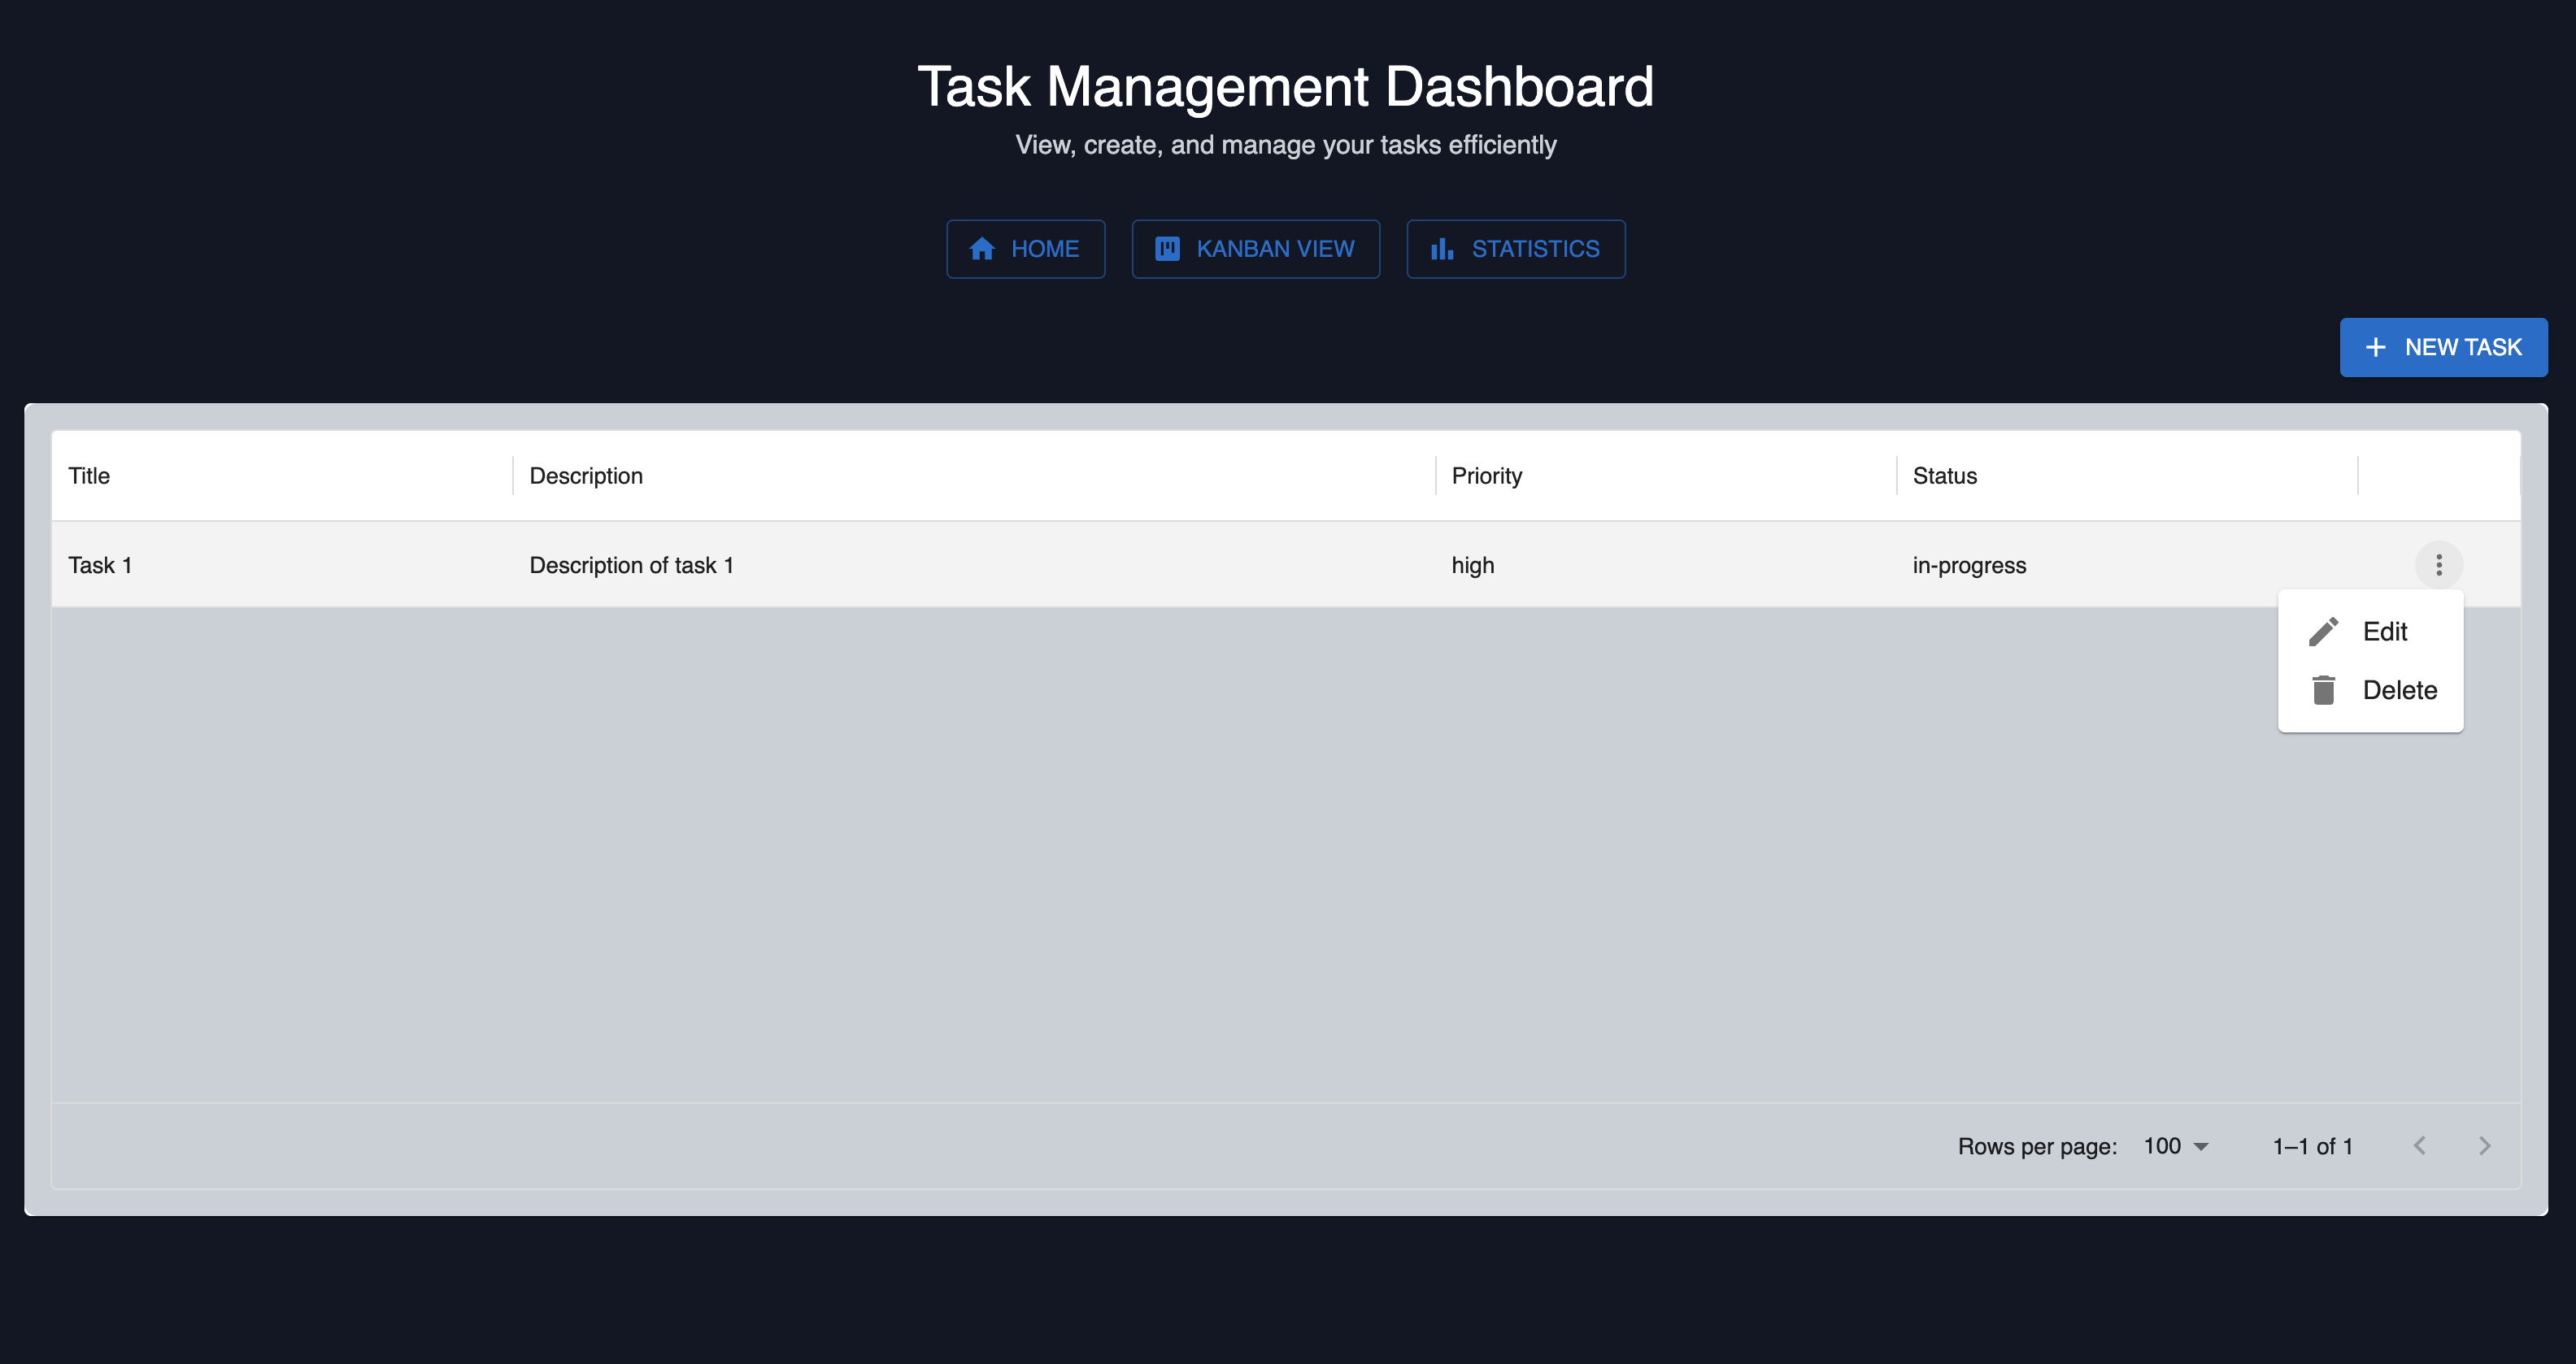 Task Management Dashboard
View, create, and manage your tasks efficiently
HOME KANBAN VIEW STATISTICS
NEW TASK
Title Description Priority Status
Task 1 Description of task 1 high in-progress
Edit
Delete
Rows per page: 100 1–1 of 1